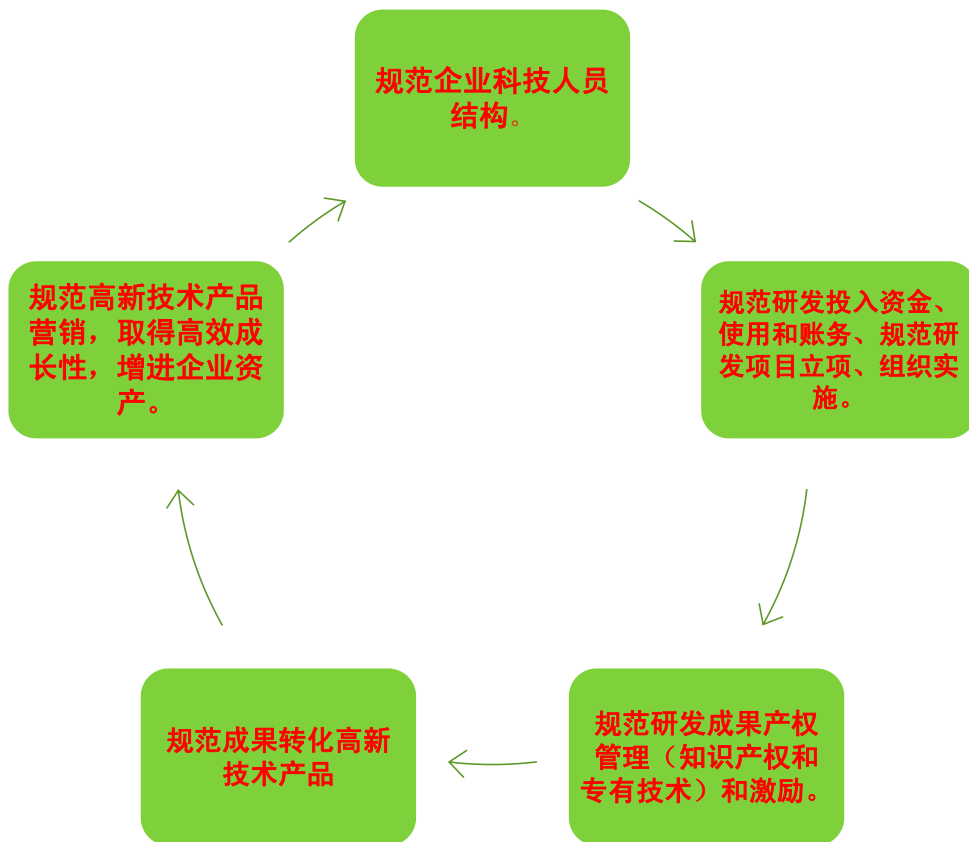 规范企业科技人员
结构。
规范研发投入资金、
使用和账务、规范研
发项目立项、组织实
施。
规范研发成果产权
管理（知识产权和
专有技术）和激励。
规范成果转化高新
技术产品
规范高新技术产品
营销，取得高效成
长性，增进企业资
产。